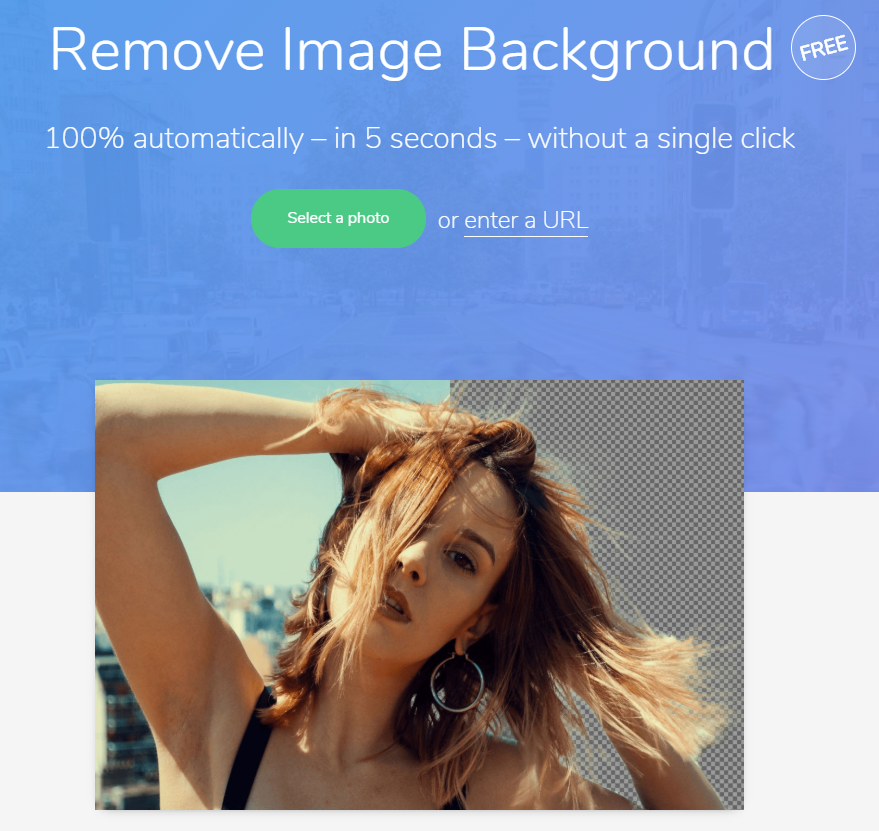 Remove Image Background
FREE
100% automatically – in 5 seconds – without a single click
Select a photo
or enter a URL